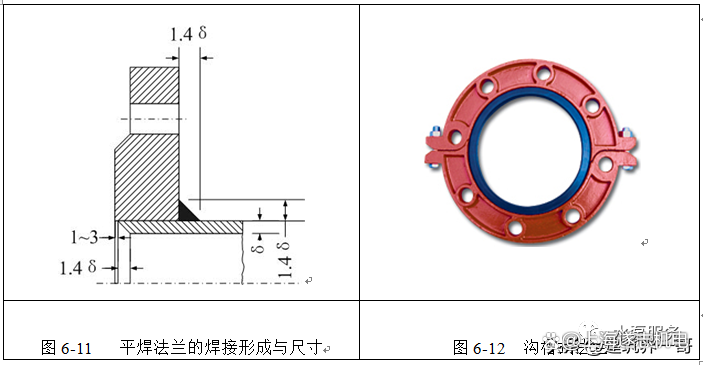 1.4 δ
1~3
1.4 δ
δ
1.4 δ
图 6-11 平焊法兰的焊接形成与尺寸
图 6-12 沟槽